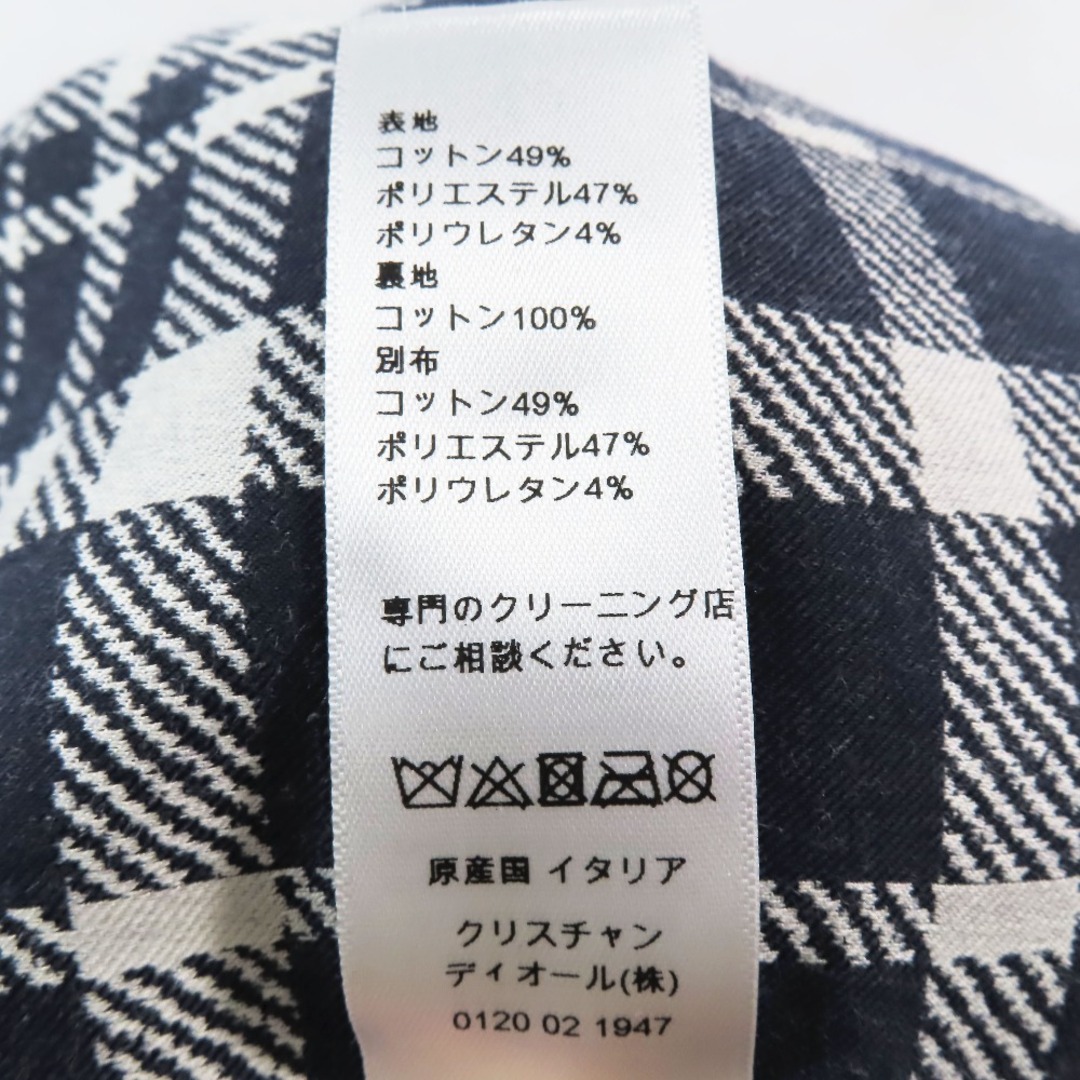 表地
コットン49%
ポリエステル47%
ポリウレタン4%
裏地
コットン100%
別布
コットン49%
ポリエステル47%
ポリウレタン4%
専門のクリーニング店
にご相談ください。
原産国 イタリア
クリスチャン
ディオール(株)
0120 02 1947